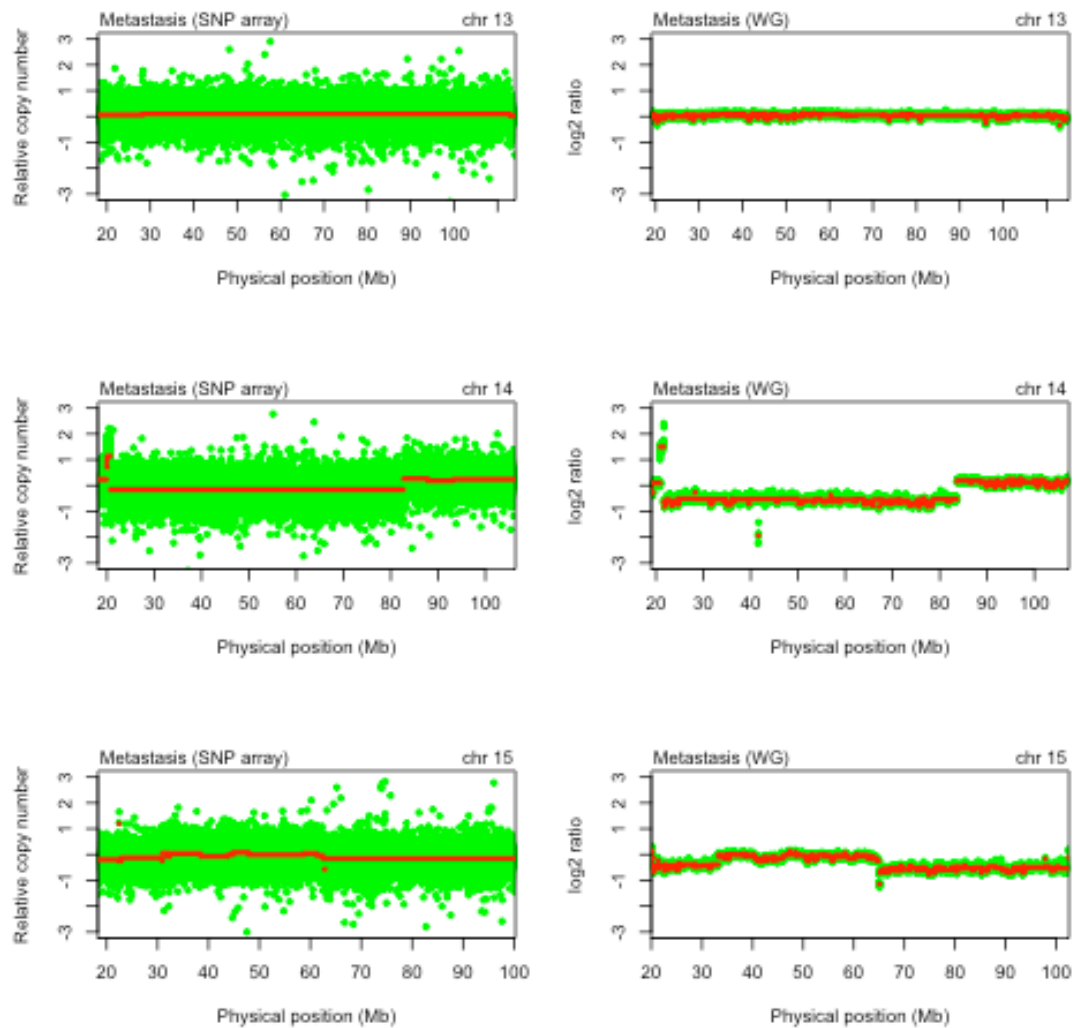 Metastasis (SNP array) chr 13
Relative copy number
3
2
1
-1
-3
20 30 40 50 60 70 80 90 100
Physical position (Mb)
Metastasis (WG) chr 13
log2 ratio
3
2
1
-1
-3
20 30 40 50 60 70 80 90 100
Physical position (Mb)
Metastasis (SNP array) chr 14
Relative copy number
3
2
1
-1
-3
20 30 40 50 60 70 80 90 100
Physical position (Mb)
Metastasis (WG) chr 14
log2 ratio
3
2
1
-1
-3
20 30 40 50 60 70 80 90 100
Physical position (Mb)
Metastasis (SNP array) chr 15
Relative copy number
3
2
1
-1
-3
20 30 40 50 60 70 80 90 100
Physical position (Mb)
Metastasis (WG) chr 15
log2 ratio
3
2
1
-1
-3
20 30 40 50 60 70 80 90 100
Physical position (Mb)